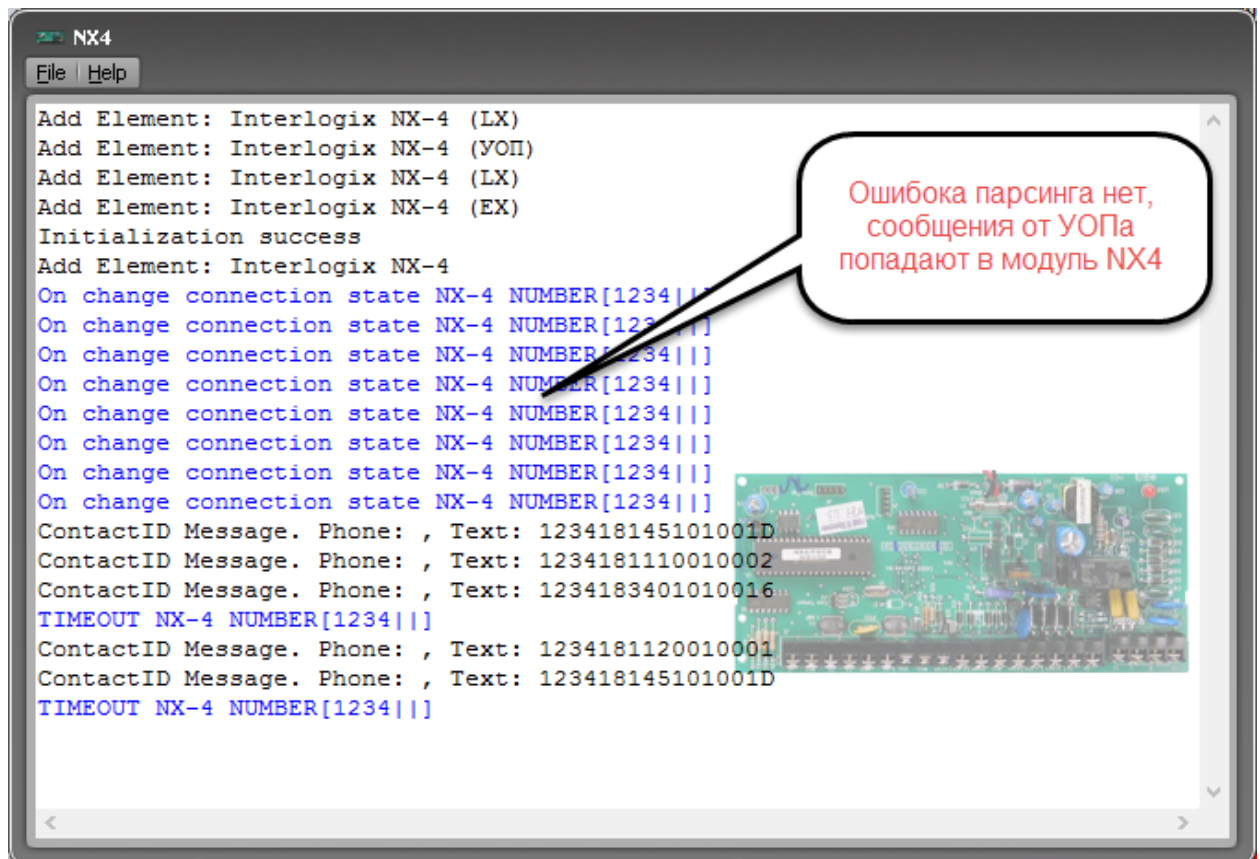 NX4
File Help
Add Element: Interlogix NX-4 (LX)
Add Element: Interlogix NX-4 (УОП)
Add Element: Interlogix NX-4 (LX)
Add Element: Interlogix NX-4 (EX)
Initialization success
Add Element: Interlogix NX-4
On change connection state NX-4 NUMBER[1234||]
On change connection state NX-4 NUMBER[1234||]
On change connection state NX-4 NUMBER[1234||]
On change connection state NX-4 NUMBER[1234||]
On change connection state NX-4 NUMBER[1234||]
On change connection state NX-4 NUMBER[1234||]
On change connection state NX-4 NUMBER[1234||]
On change connection state NX-4 NUMBER[1234||]
ContactID Message. Phone: , Text: 123418145101001D
ContactID Message. Phone: , Text: 1234181110010002
ContactID Message. Phone: , Text: 1234183401010016
TIMEOUT NX-4 NUMBER[1234||]
ContactID Message. Phone: , Text: 1234181120010001
ContactID Message. Phone: , Text: 123418145101001D
TIMEOUT NX-4 NUMBER[1234||]
Ошибока парсинга нет,
сообщения от УОПа
попадают в модуль NX4